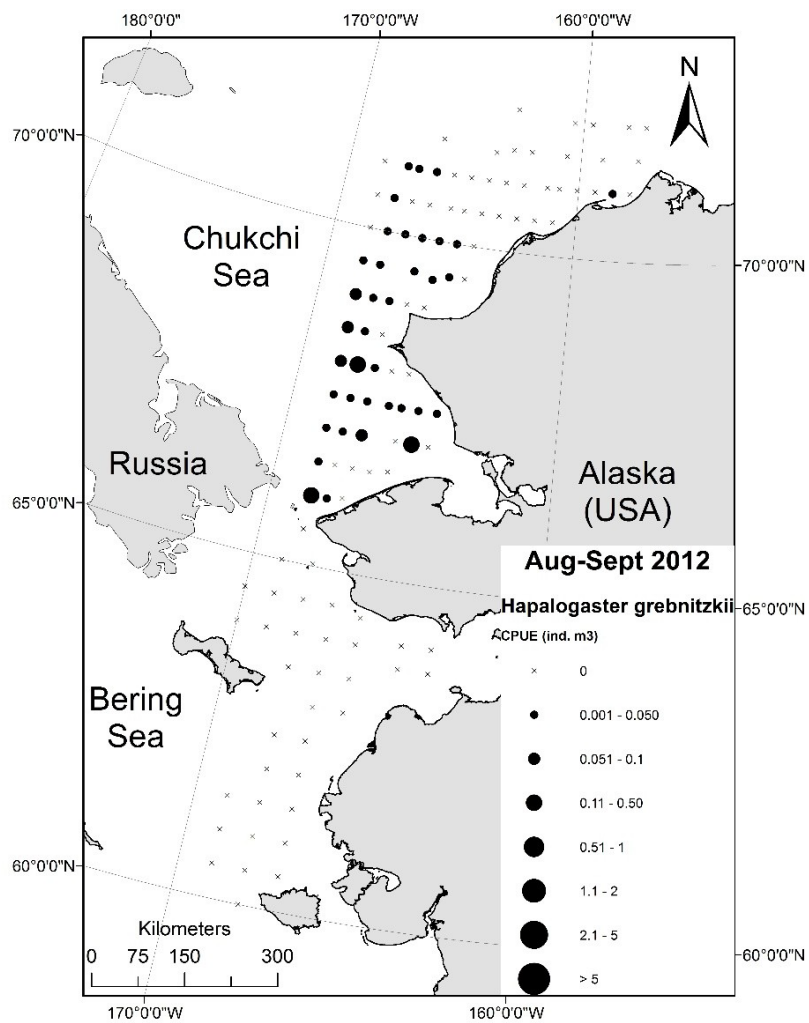 180°0'0"W
170°0'0"W
160°0'0"W
N
70°0'0"N
Chukchi
Sea
70°0'0"N
Russia
Alaska
(USA)
65°0'0"N
Aug-Sept 2012
Hapalogaster grebnitzkii
65°0'0"N
CPUE (ind. m3)
0
Bering
Sea
0.001 - 0.050
0.051 - 0.1
0.11 - 0.50
0.51 - 1
60°0'0"N
1.1 - 2
Kilometers
2.1 - 5
0 75 150 300
60°0'0"N
> 5
170°0'0"W
160°0'0"W